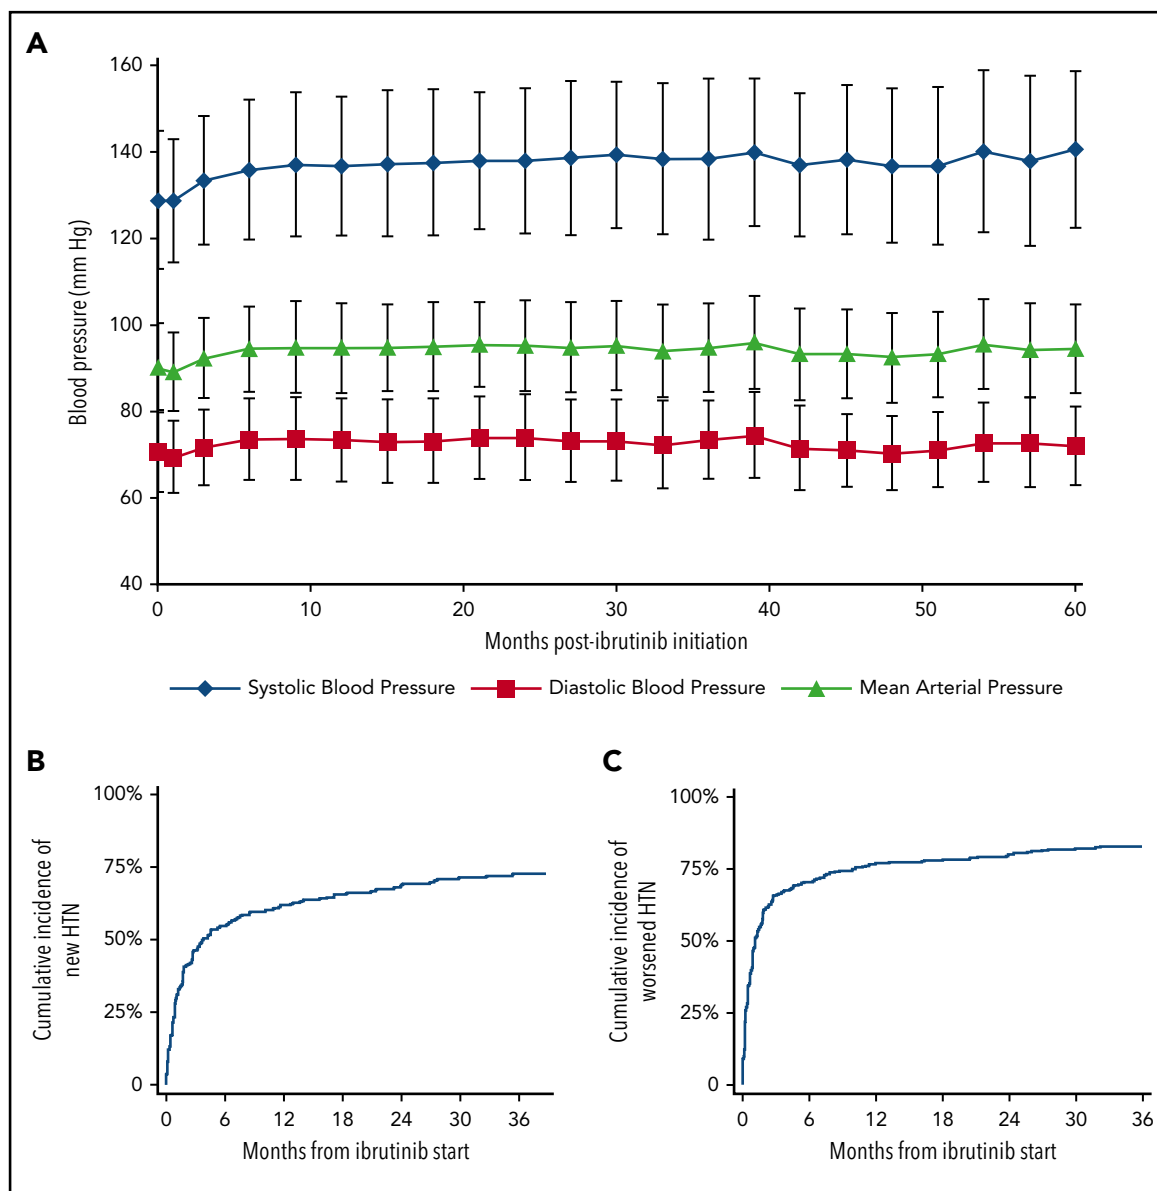 A
160
140
120
100
80
60
40
Blood pressure (mm Hg)
0 10 20 30 40 50 60
Months post-ibrutinib initiation
Systolic Blood Pressure Diastolic Blood Pressure Mean Arterial Pressure
B
100%
75%
50%
25%
0
Cumulative incidence of
new HTN
0 6 12 18 24 30 36
Months from ibrutinib start
C
100%
75%
50%
25%
0
Cumulative incidence of
worsened HTN
0 6 12 18 24 30 36
Months from ibrutinib start